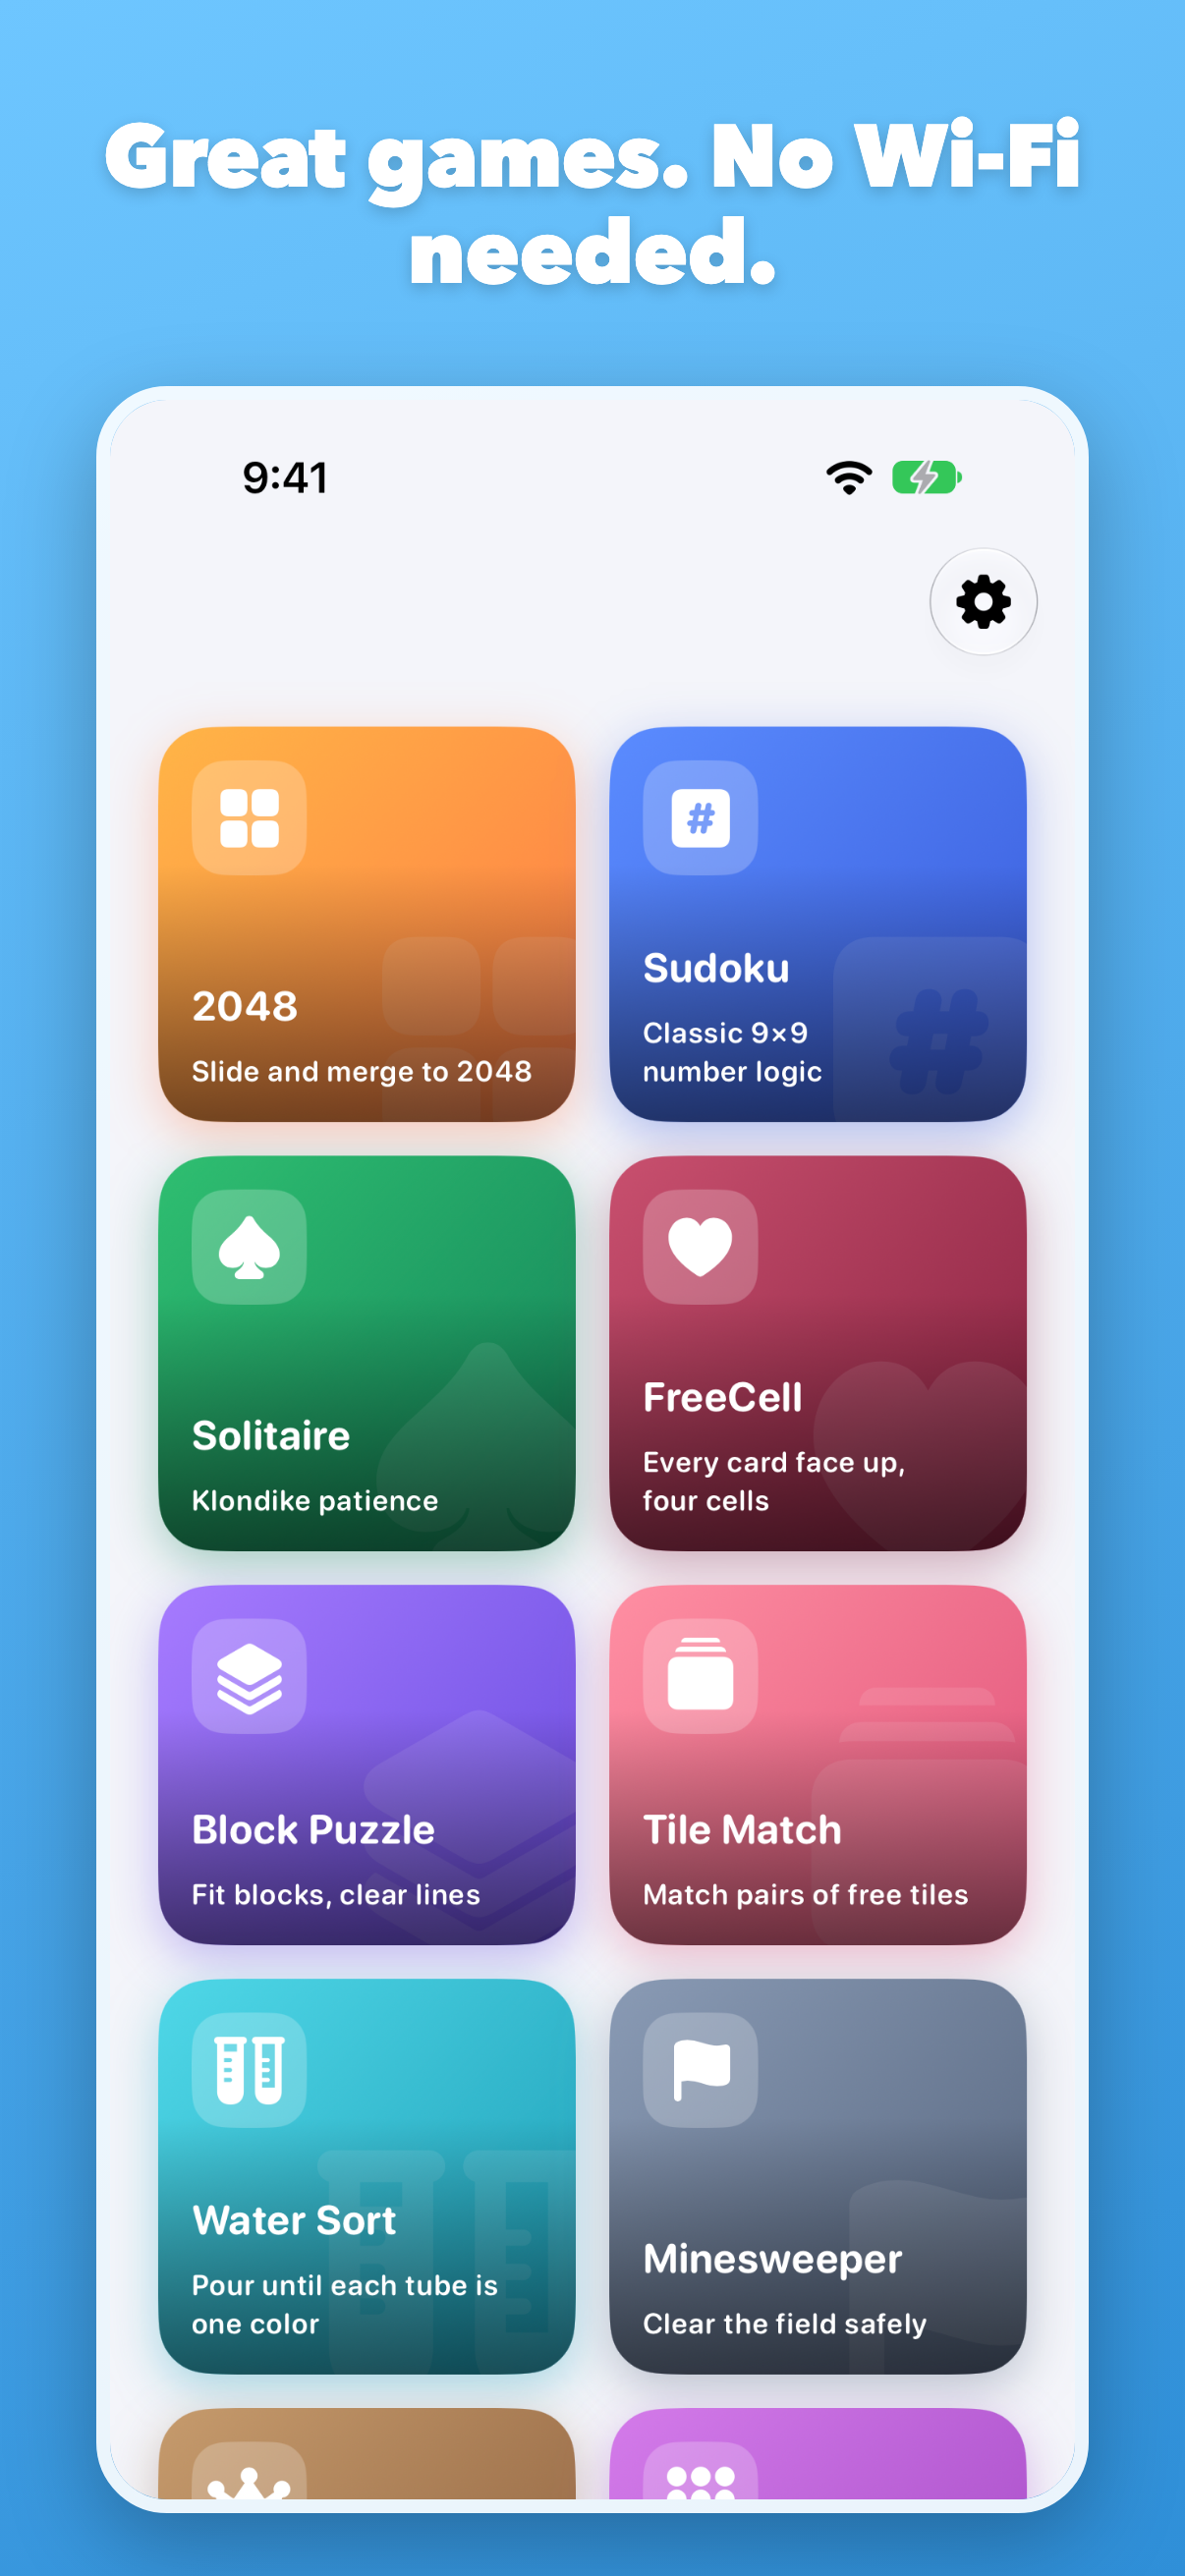 Great games. No Wi-Fi
needed.
9:41
2048
Slide and merge to 2048
#
Sudoku
Classic 9×9
number logic
#
Solitaire
Klondike patience
FreeCell
Every card face up,
four cells
Block Puzzle
Fit blocks, clear lines
Tile Match
Match pairs of free tiles
Water Sort
Pour until each tube is
one color
Minesweeper
Clear the field safely